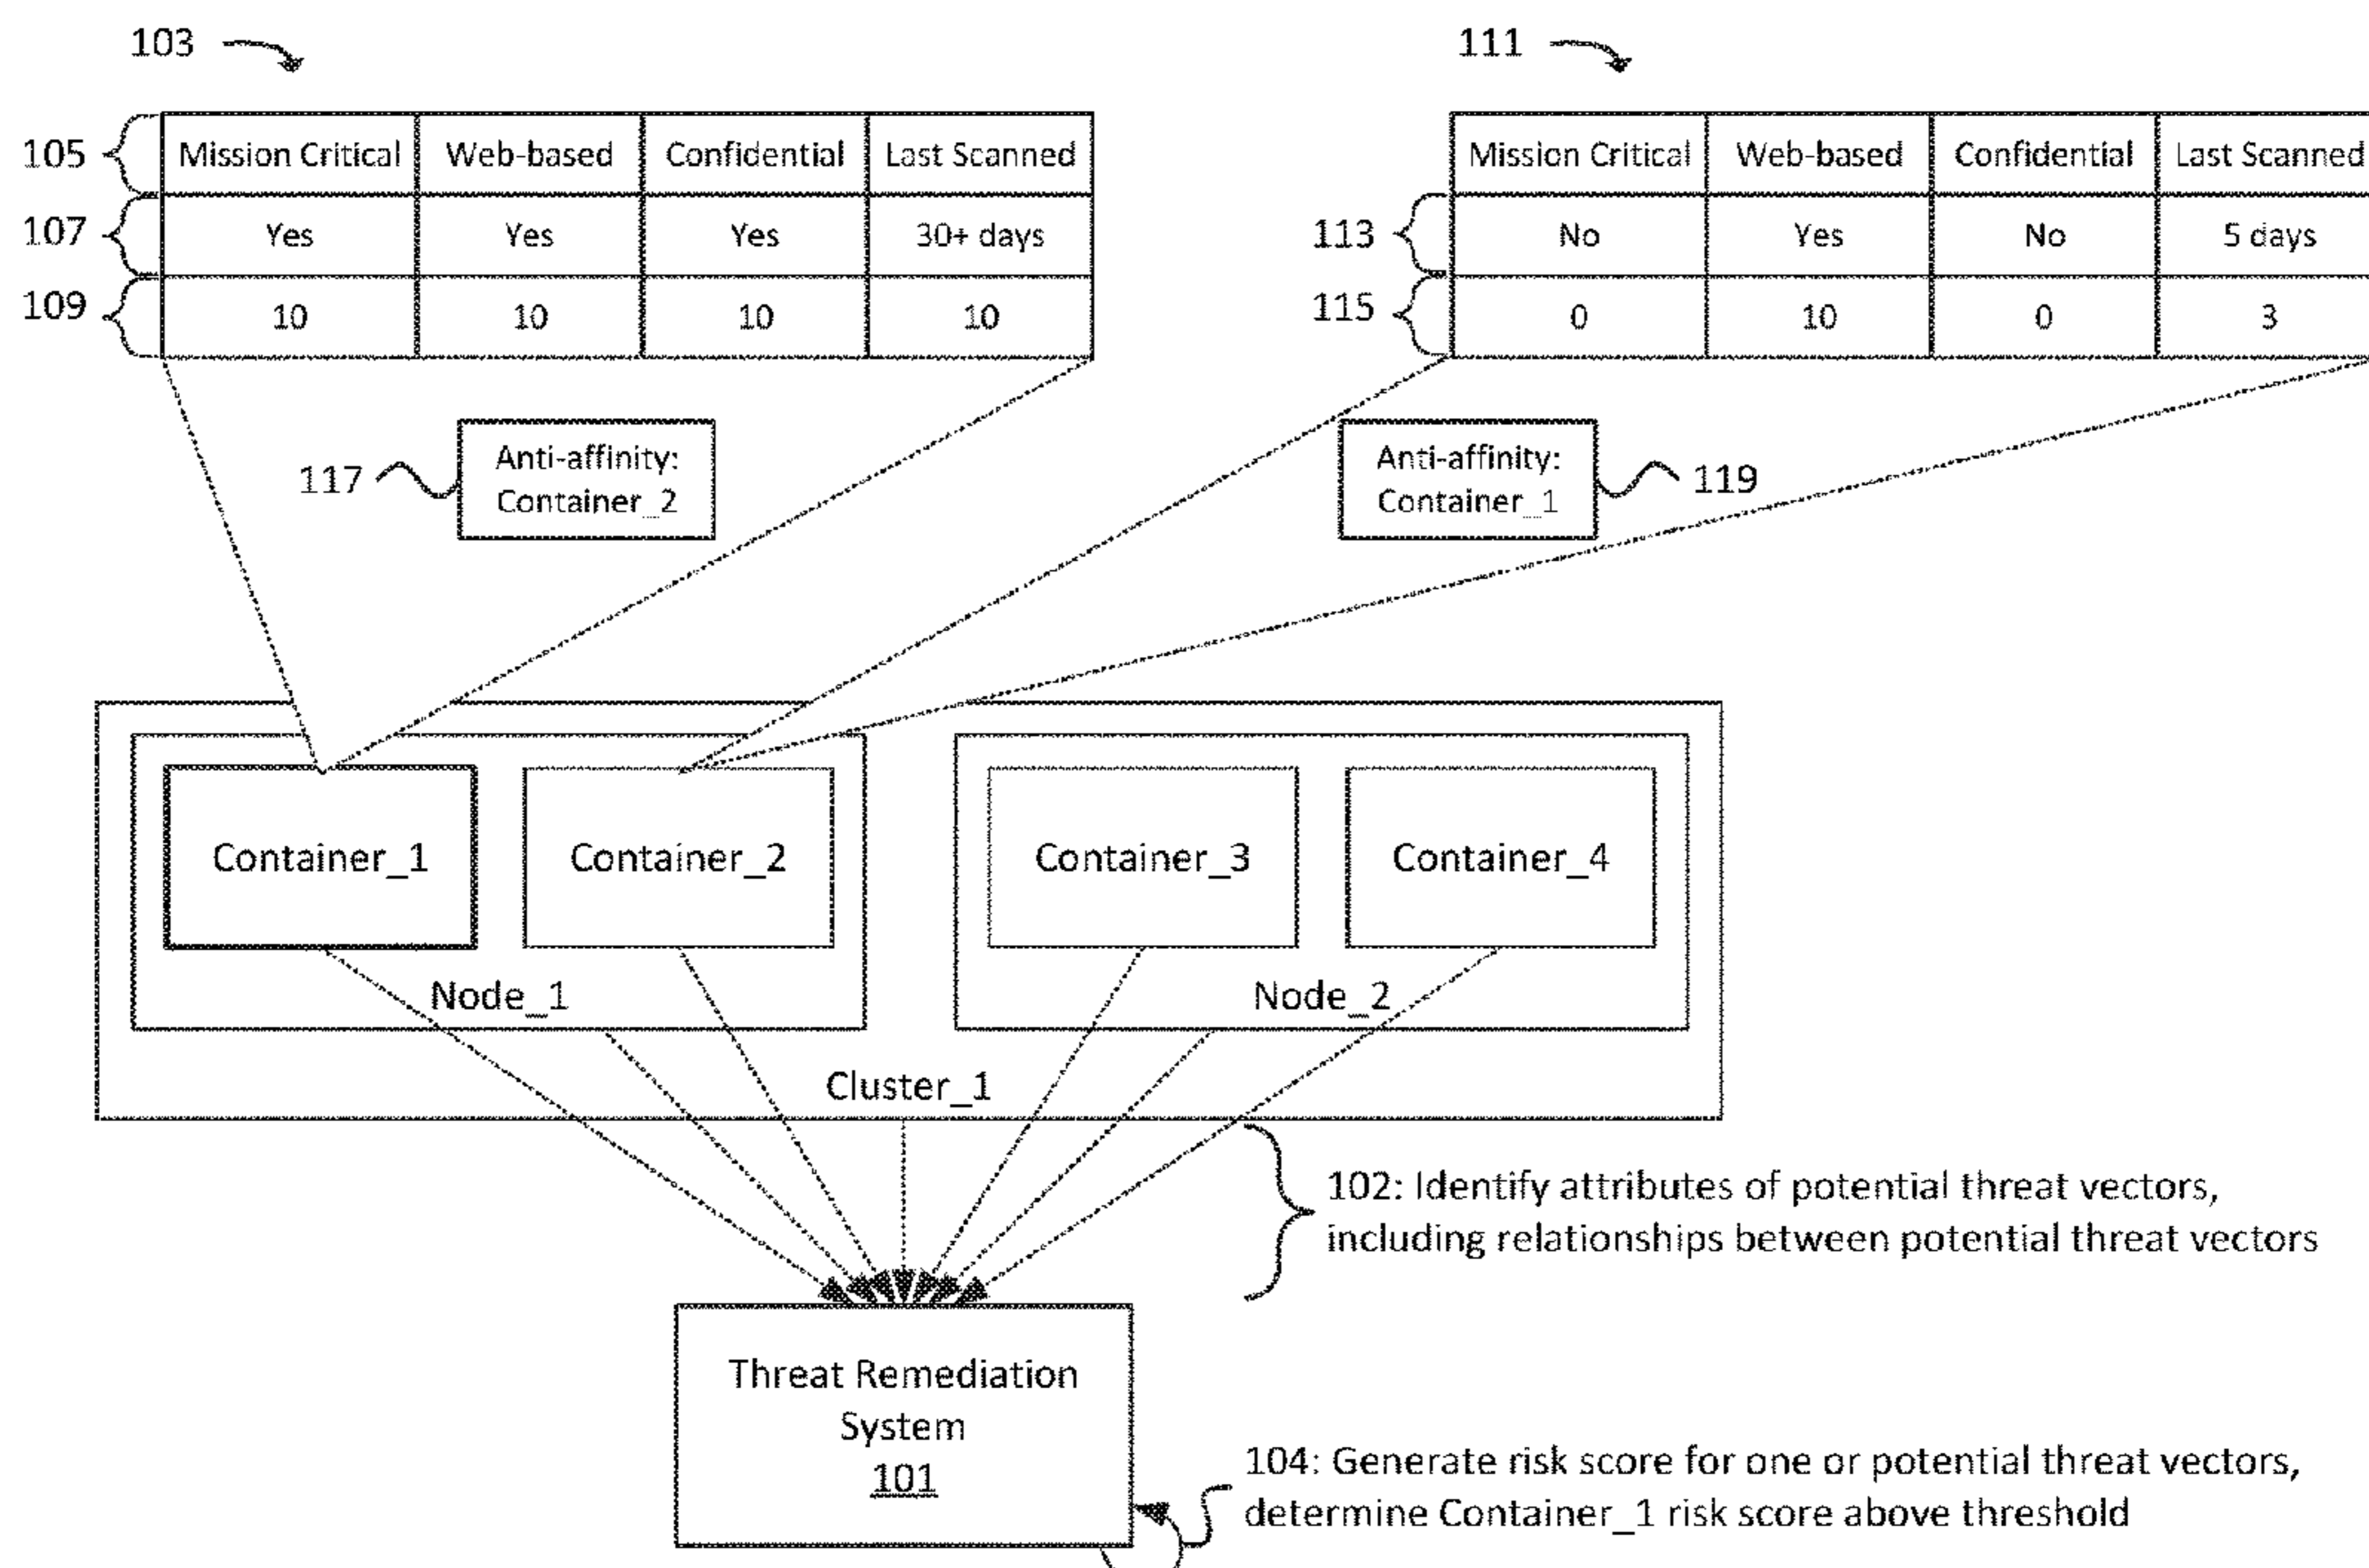 103
111
105 Mission Critical Web-based Confidential Last Scanned
107 Yes Yes Yes 30+ days
109 10 10 10 10
Mission Critical Web-based Confidential Last Scanned
113 No Yes No 5 days
115 0 10 0 3
117
Anti-affinity:
Container_2
Anti-affinity:
Container_1
119
Container_1
Container_2
Container_3
Container_4
Node_1
Node_2
Cluster_1
102: Identify attributes of potential threat vectors,
including relationships between potential threat vectors
Threat Remediation
System
101
104: Generate risk score for one or potential threat vectors,
determine Container_1 risk score above threshold